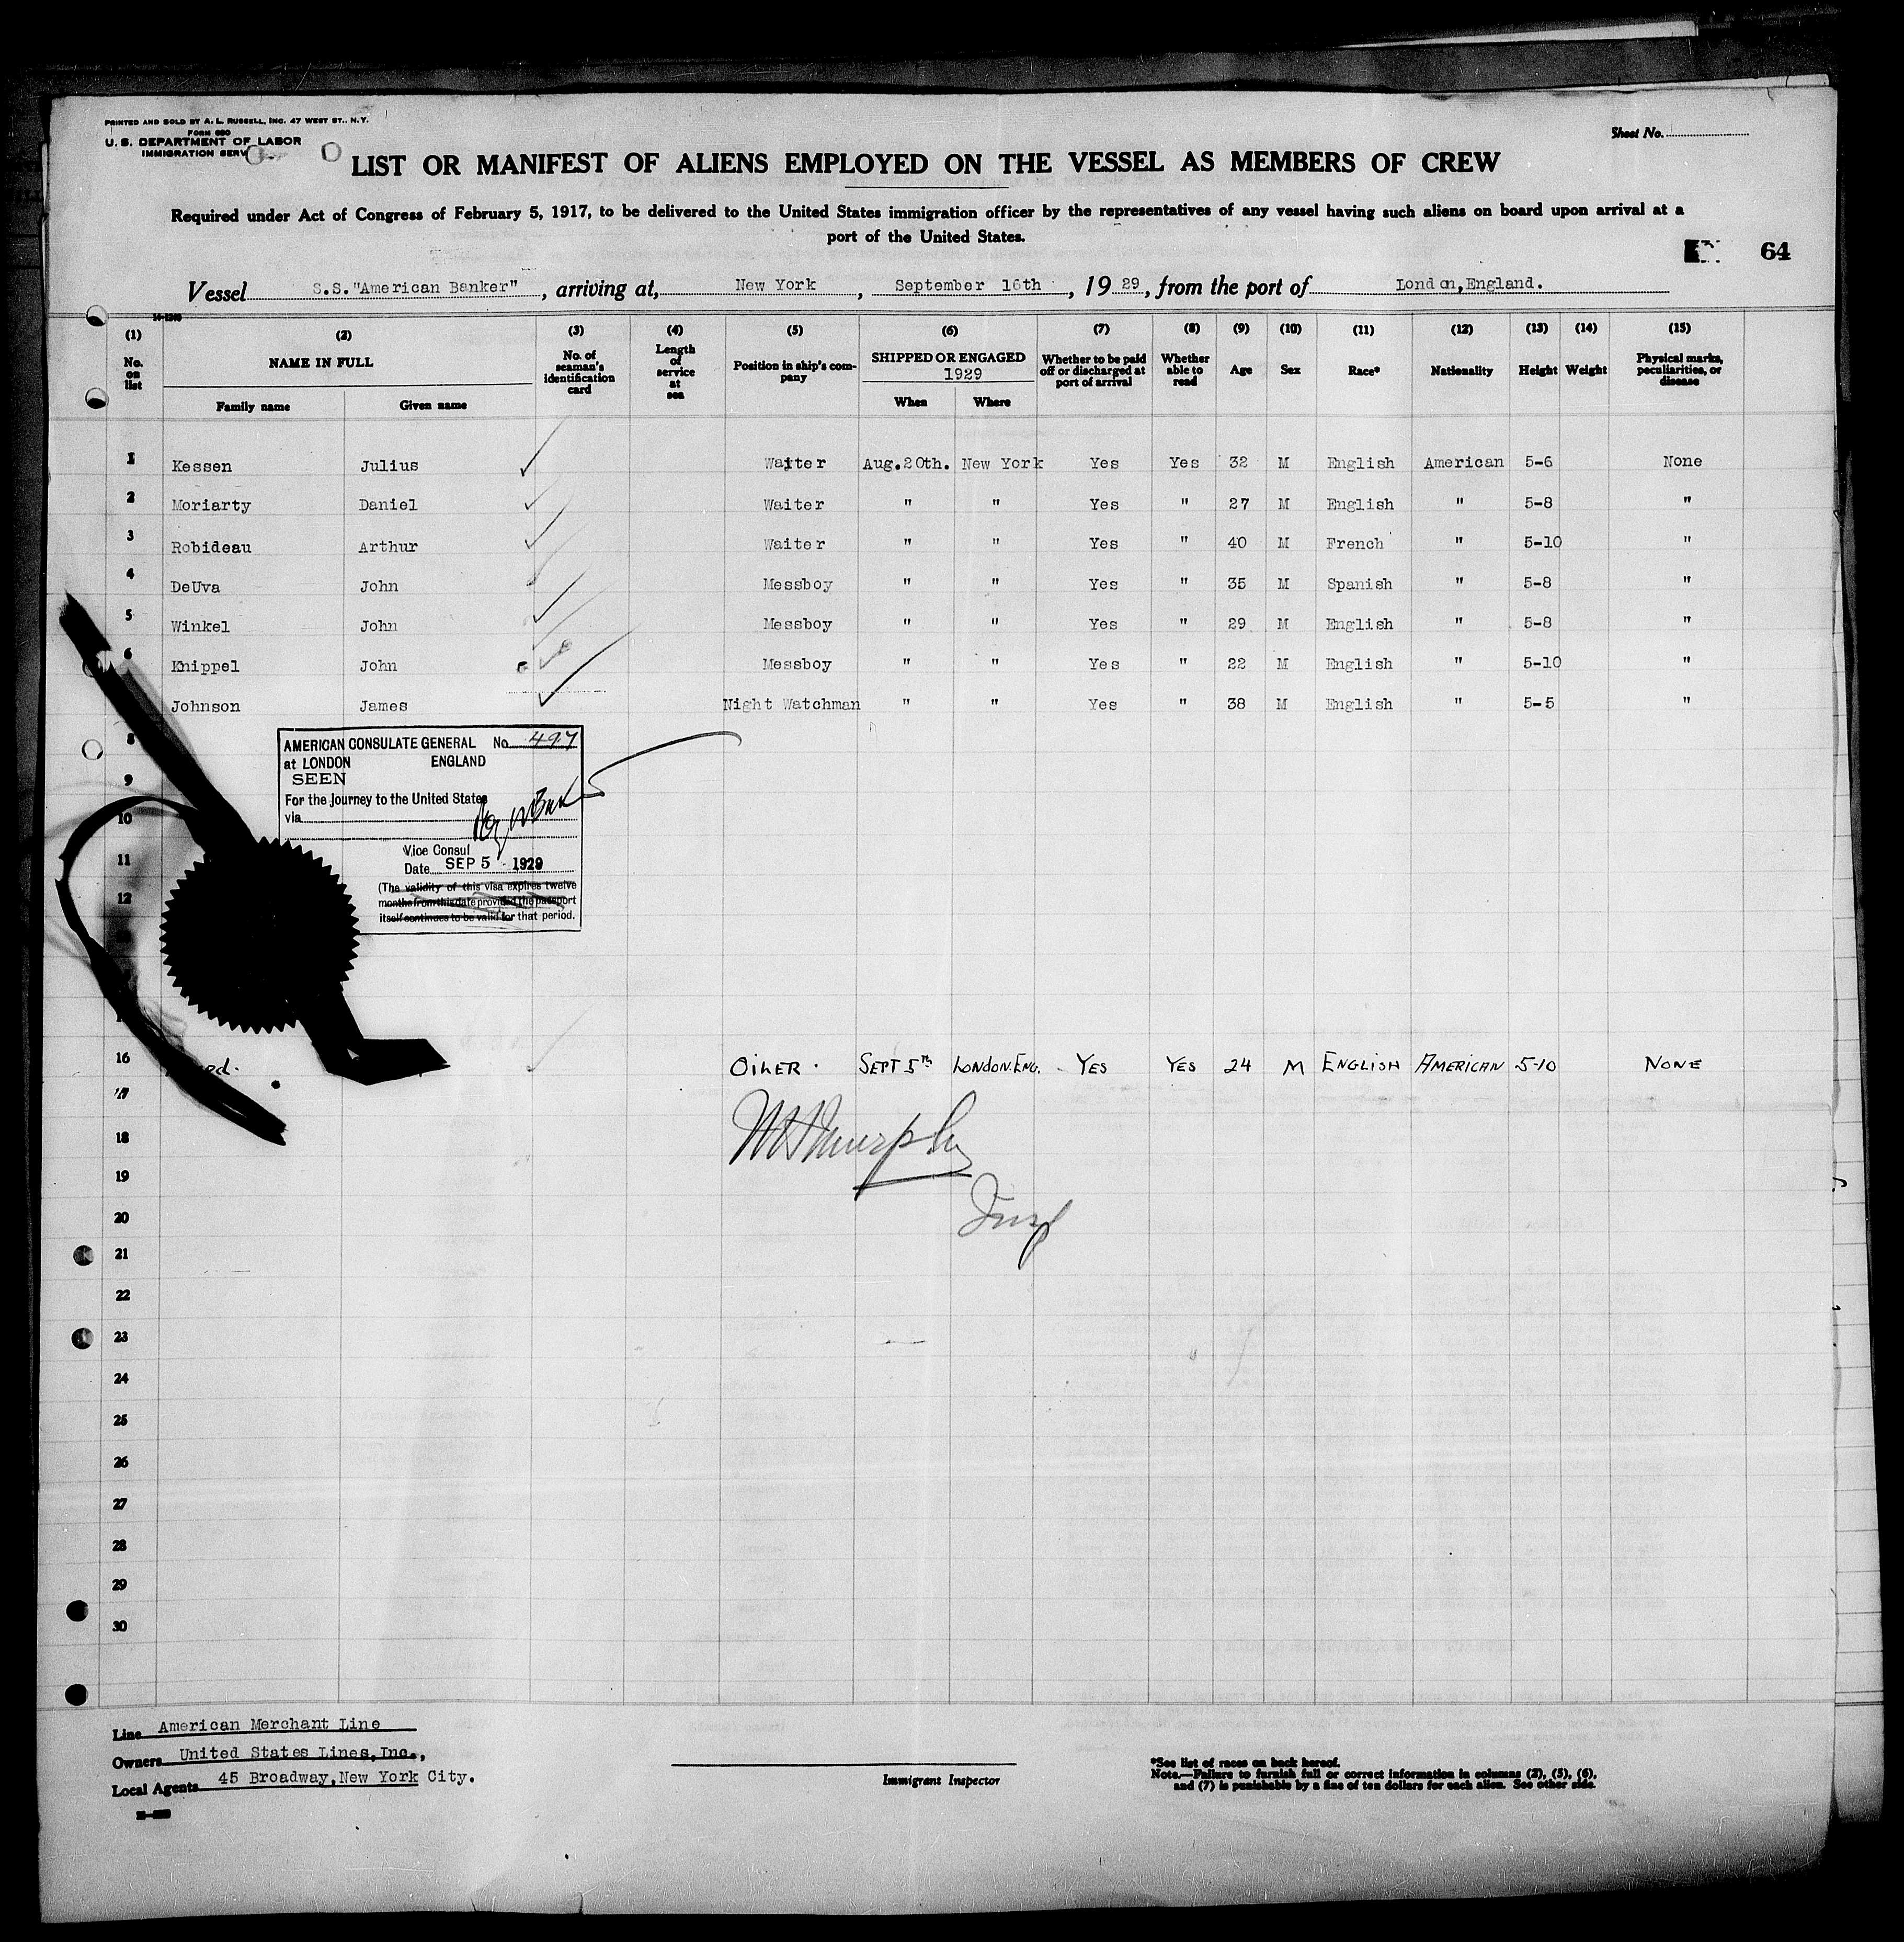 PRINTED AND SOLD BY A. L. RUSSELL, INC. 47 WEST ST., N.Y.
FORM 680
U. S. DEPARTMENT OF LABOR
IMMIGRATION SERV
Sheet No.
LIST OR MANIFEST OF ALIENS EMPLOYED ON THE VESSEL AS MEMBERS OF CREW
Required under Act of Congress of February 5, 1917, to be delivered to the United States immigration officer by the representatives of any vessel having such aliens on board upon arrival at a
port of the United States.
64
Vessel S.S."American Banker", arriving at, New York, September 16th, 1929, from the port of London, England.
(1) (2) (3) (4) (5) (6) (7) (8) (9) (10) (11) (12) (13) (14) (15)
No. on list NAME IN FULL Family name Given name No. of seaman's identification card Length of service at sea Position in ship's company SHIPPED OR ENGAGED 1929 When Where Whether to be paid off or discharged at port of arrival Whether able to read Age Sex Race* Nationality Height Weight Physical marks, peculiarities, or disease
1 Kessen Julius Waiter Aug.20th. New York Yes Yes 32 M English American 5-6 None
2 Moriarty Daniel Waiter " " Yes " 27 M English " 5-8 "
3 Robideau Arthur Waiter " " Yes " 40 M French " 5-10 "
4 DeUva John Messboy " " Yes " 35 M Spanish " 5-8 "
5 Winkel John Messboy " " Yes " 29 M English " 5-8 "
6 Knippel John Messboy " " Yes " 22 M English " 5-10 "
Johnson James Night Watchman " " Yes " 38 M English " 5-5 "
8
AMERICAN CONSULATE GENERAL No. 497
at LONDON ENGLAND
SEEN
9
For the Journey to the United States
via
10
Vice Consul
11
Date SEP 5 1929
(The validity of this visa expires twelve
12
months from this date provided the passport
itself continues to be valid for that period.
16 OILER. SEPT 5TH LONDON.ENG. YES YES 24 M ENGLISH AMERICAN 5-10 NONE
17
Murphy
18
19
20
21
22
23
24
25
26
27
28
29
30
Line American Merchant Line
Owners United States Lines, Inc.,
Local Agents 45 Broadway, New York City.
Immigrant Inspector
*See list of races on back hereof.
Note.—Failure to furnish full or correct information in columns (2), (5), (6),
and (7) is punishable by a fine of ten dollars for each alien. See other side.